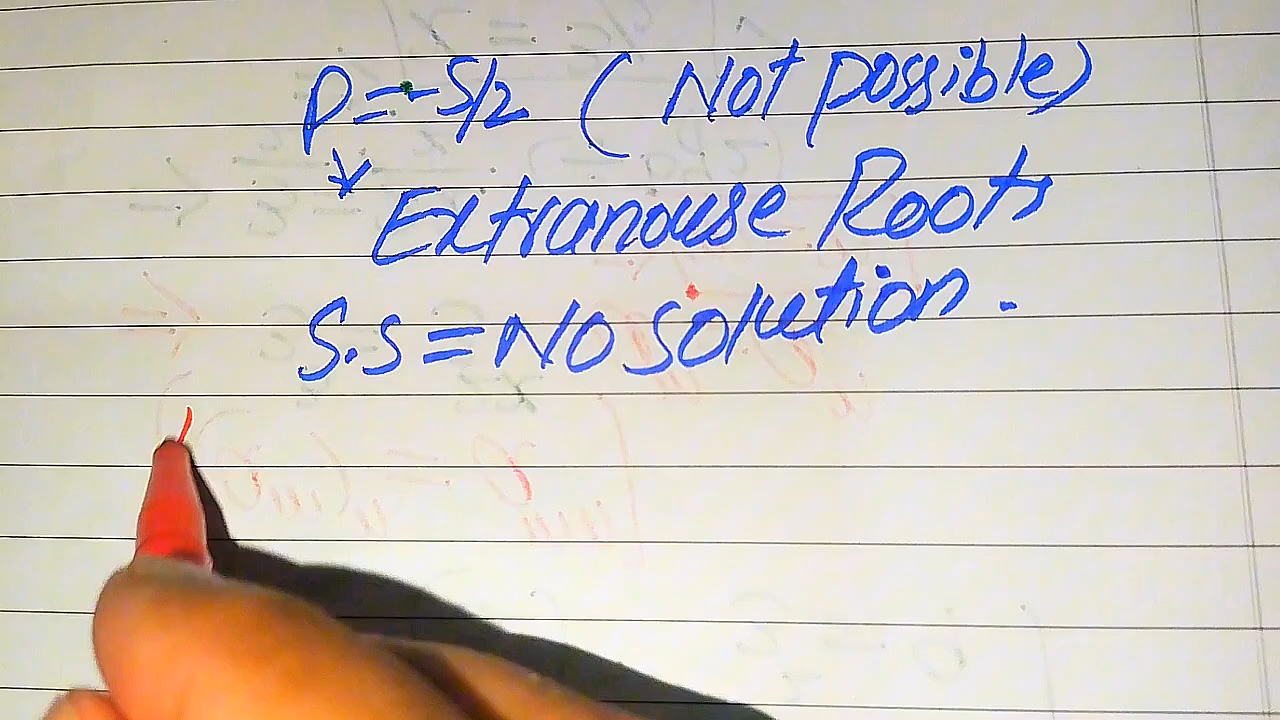 P=-5/2 (Not possible)
Extranouse Roots
S.S=No solution.